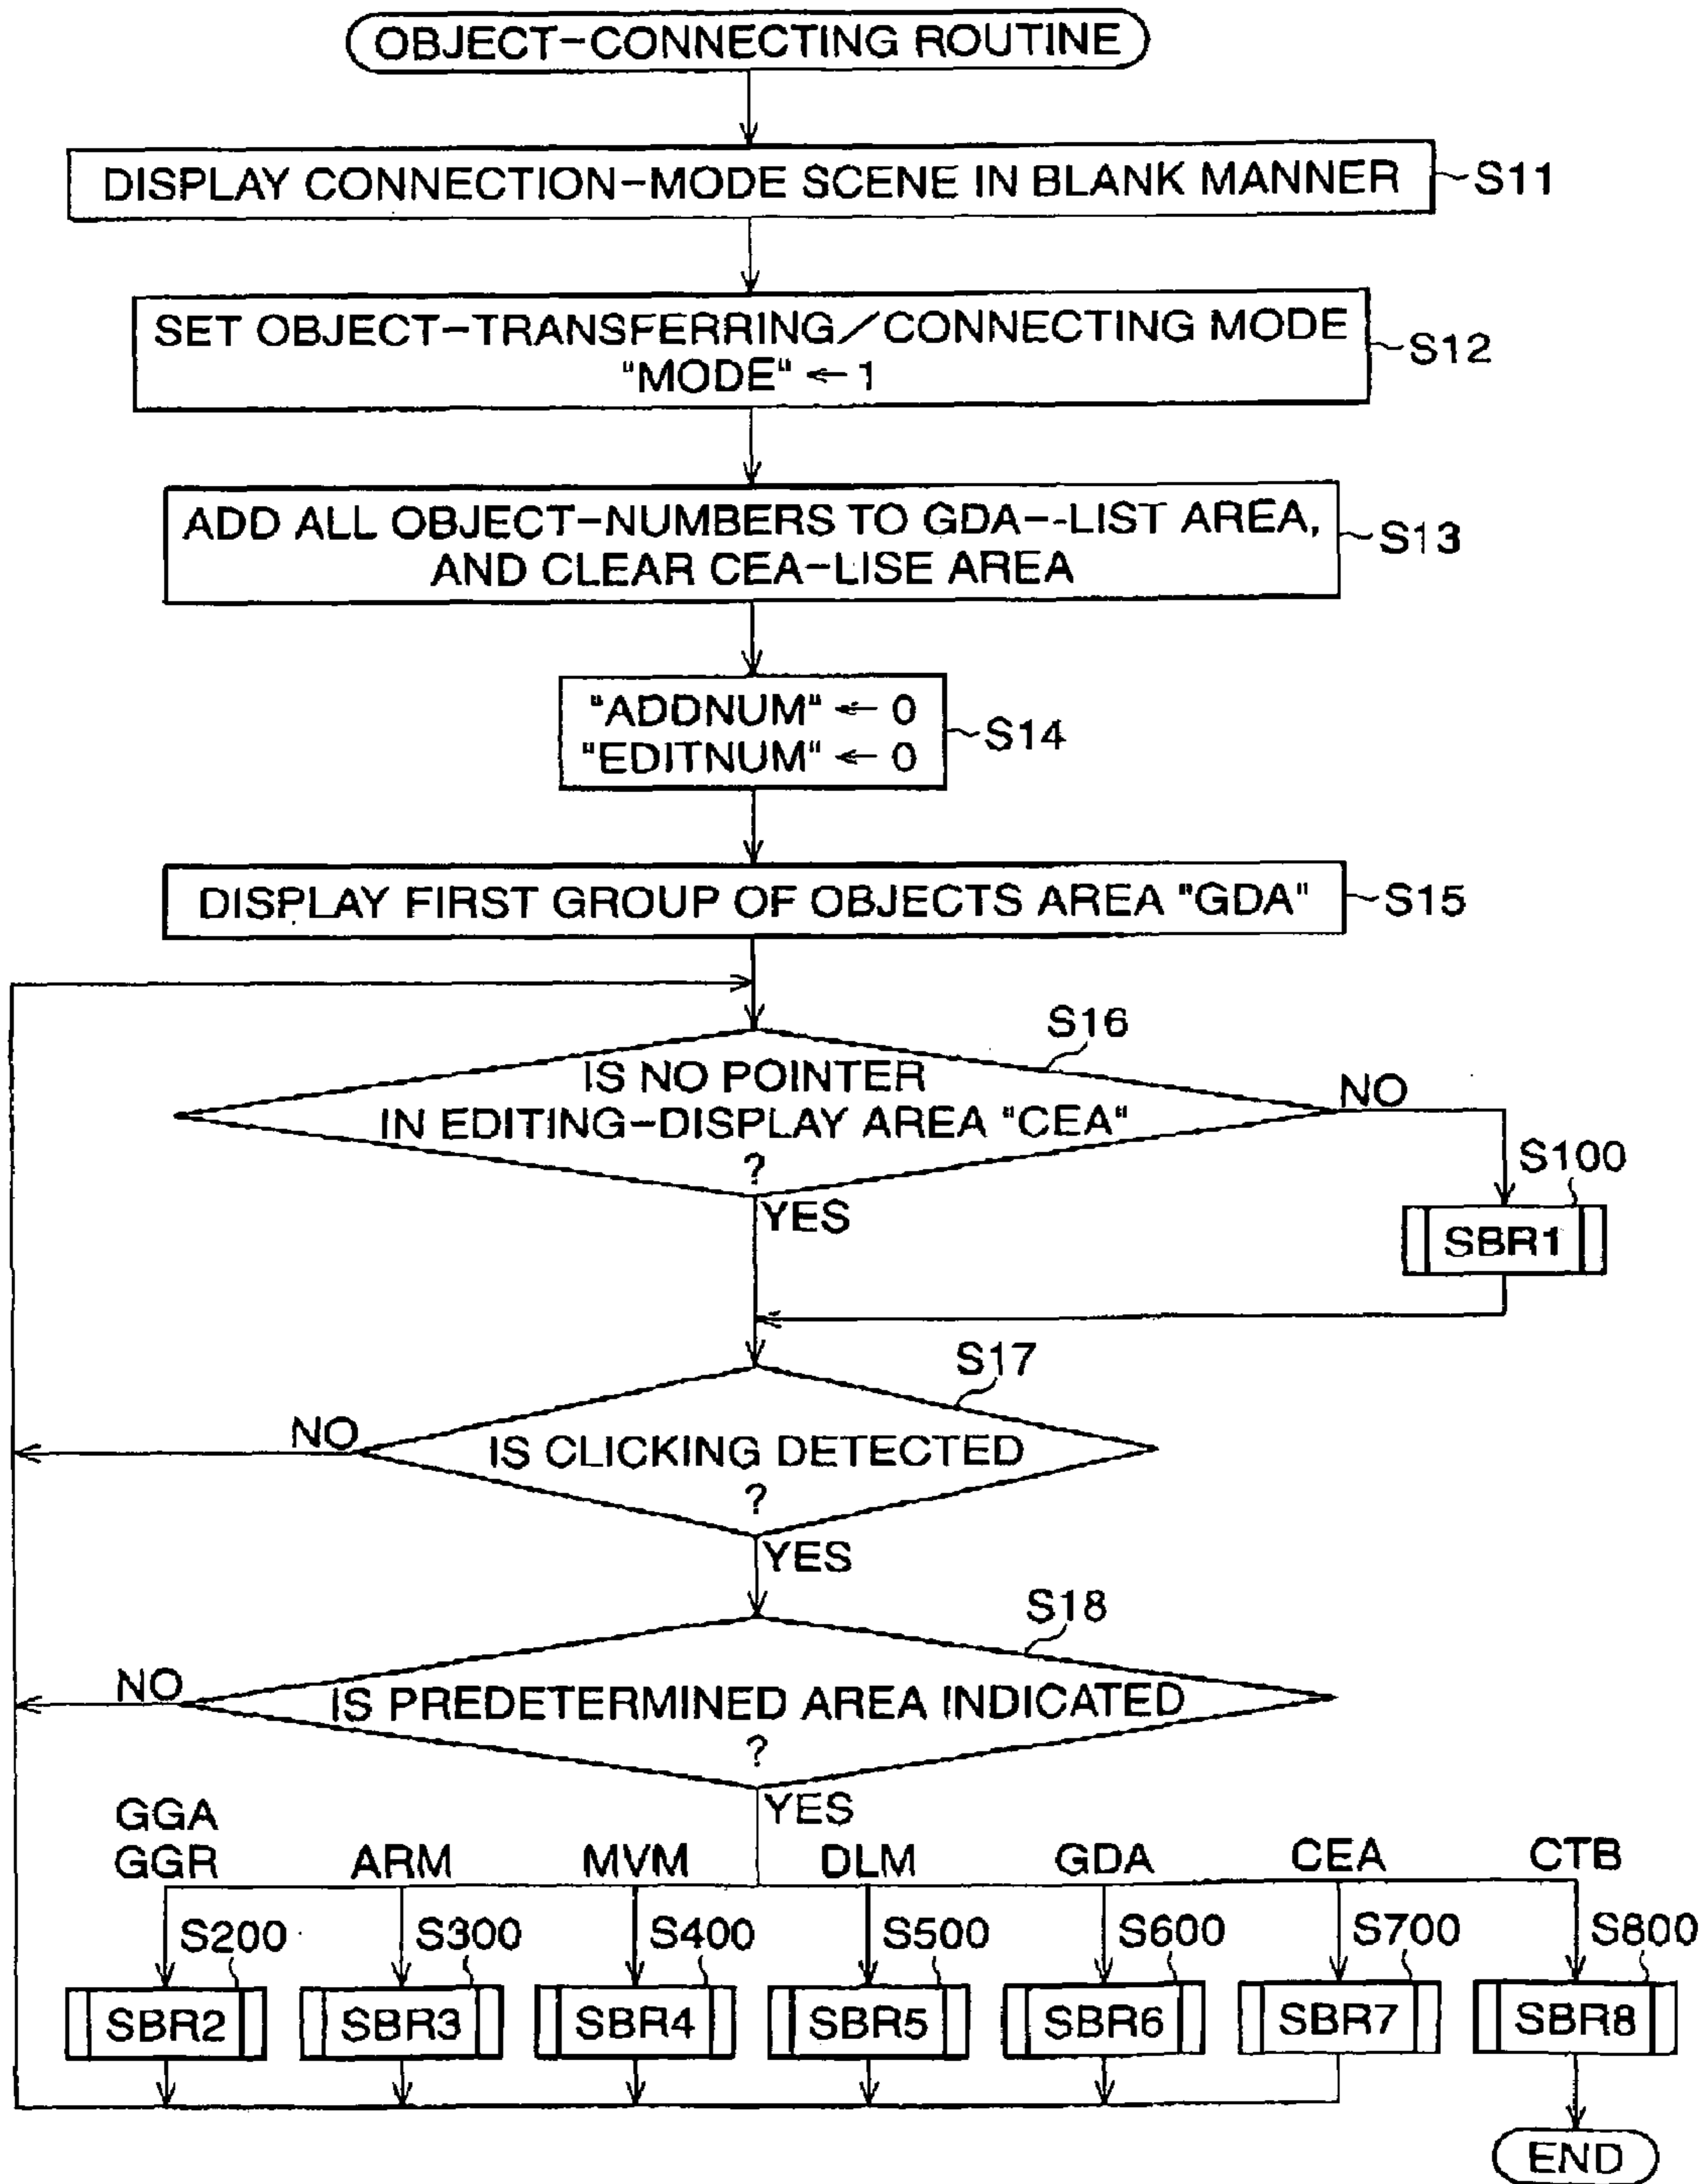 OBJECT-CONNECTING ROUTINE
DISPLAY CONNECTION-MODE SCENE IN BLANK MANNER
S11
SET OBJECT-TRANSFERRING/CONNECTING MODE
"MODE" ← 1
S12
ADD ALL OBJECT-NUMBERS TO GDA--LIST AREA,
AND CLEAR CEA-LISE AREA
S13
"ADDNUM" ← 0
"EDITNUM" ← 0
S14
DISPLAY FIRST GROUP OF OBJECTS AREA "GDA"
S15
S16
IS NO POINTER
IN EDITING-DISPLAY AREA "CEA"
?
NO
YES
S100
SBR1
S17
NO
IS CLICKING DETECTED
?
YES
S18
NO
IS PREDETERMINED AREA INDICATED
?
YES
GGA
GGR
ARM
MVM
DLM
GDA
CEA
CTB
S200
S300
S400
S500
S600
S700
S800
SBR2
SBR3
SBR4
SBR5
SBR6
SBR7
SBR8
END